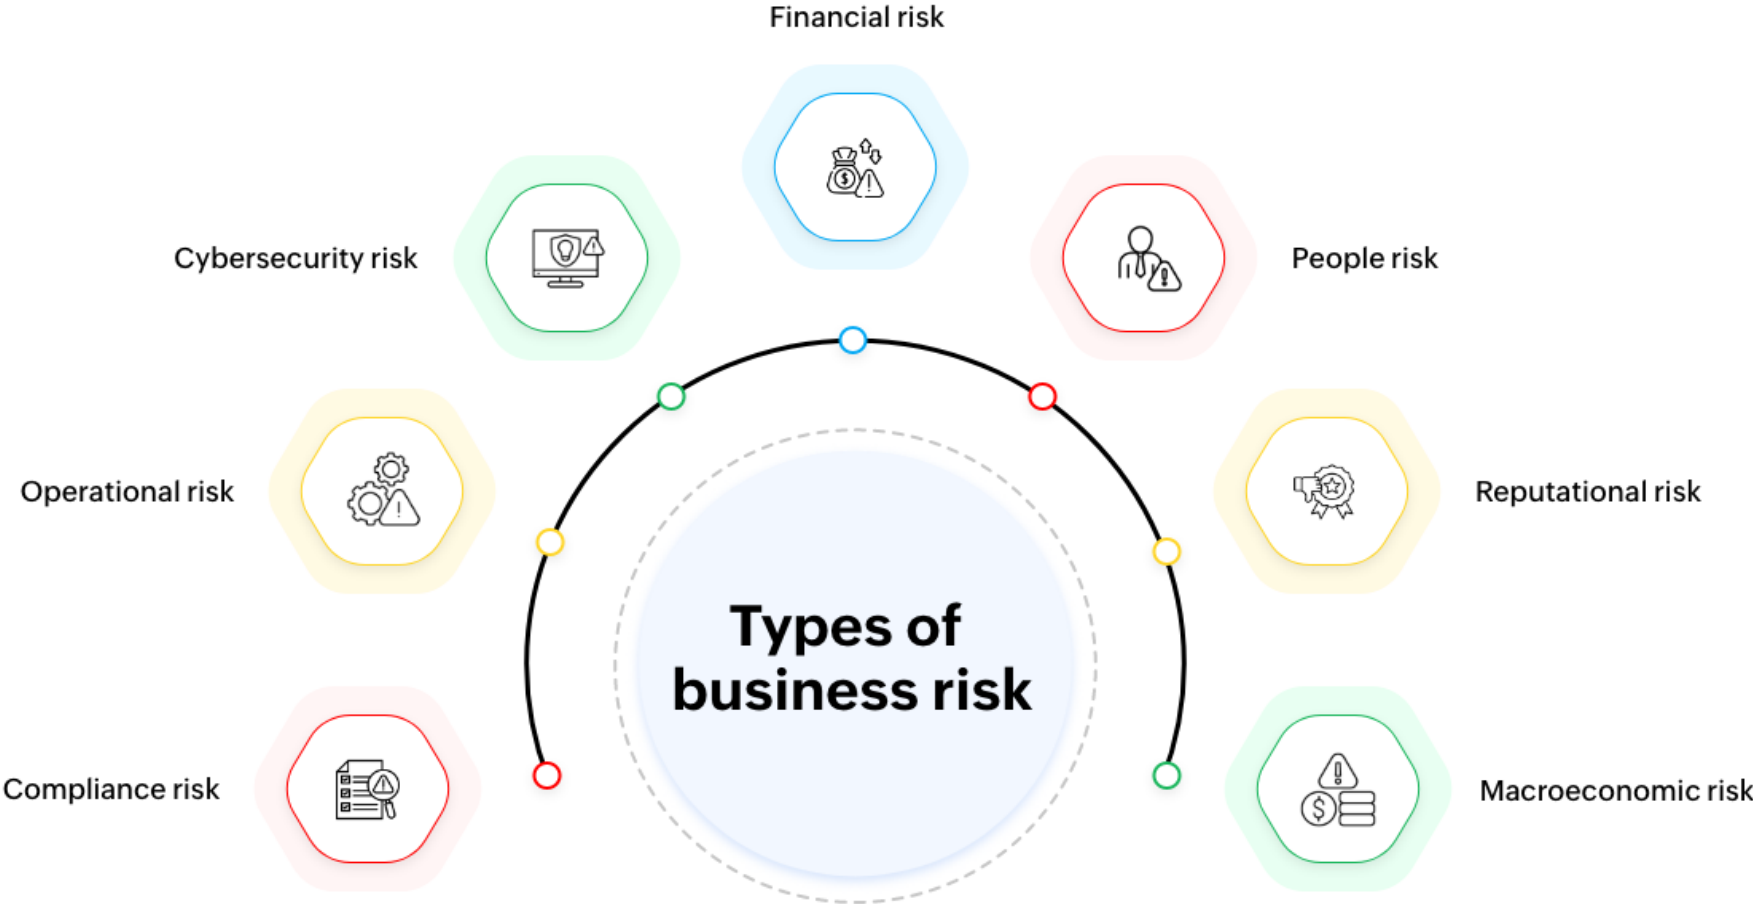 Financial risk
Cybersecurity risk
People risk
Operational risk
Reputational risk
Types of
business risk
Compliance risk
Macroeconomic risk